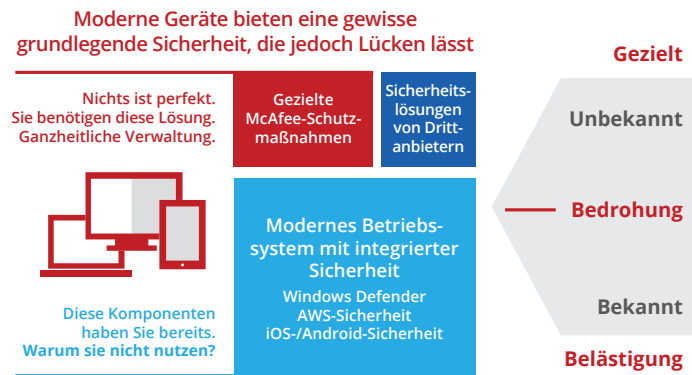 Moderne Geräte bieten eine gewisse
grundlegende Sicherheit, die jedoch Lücken lässt
Nichts ist perfekt.
Sie benötigen diese Lösung.
Ganzheitliche Verwaltung.
Gezielte
McAfee-Schutz-
maßnahmen
Sicherheits-
lösungen
von Dritt-
anbietern
Modernes Betriebs-
system mit integrierter
Sicherheit
Windows Defender
AWS-Sicherheit
iOS-/Android-Sicherheit
Diese Komponenten
haben Sie bereits.
Warum sie nicht nutzen?
Gezielt
Unbekannt
Bedrohung
Bekannt
Belästigung